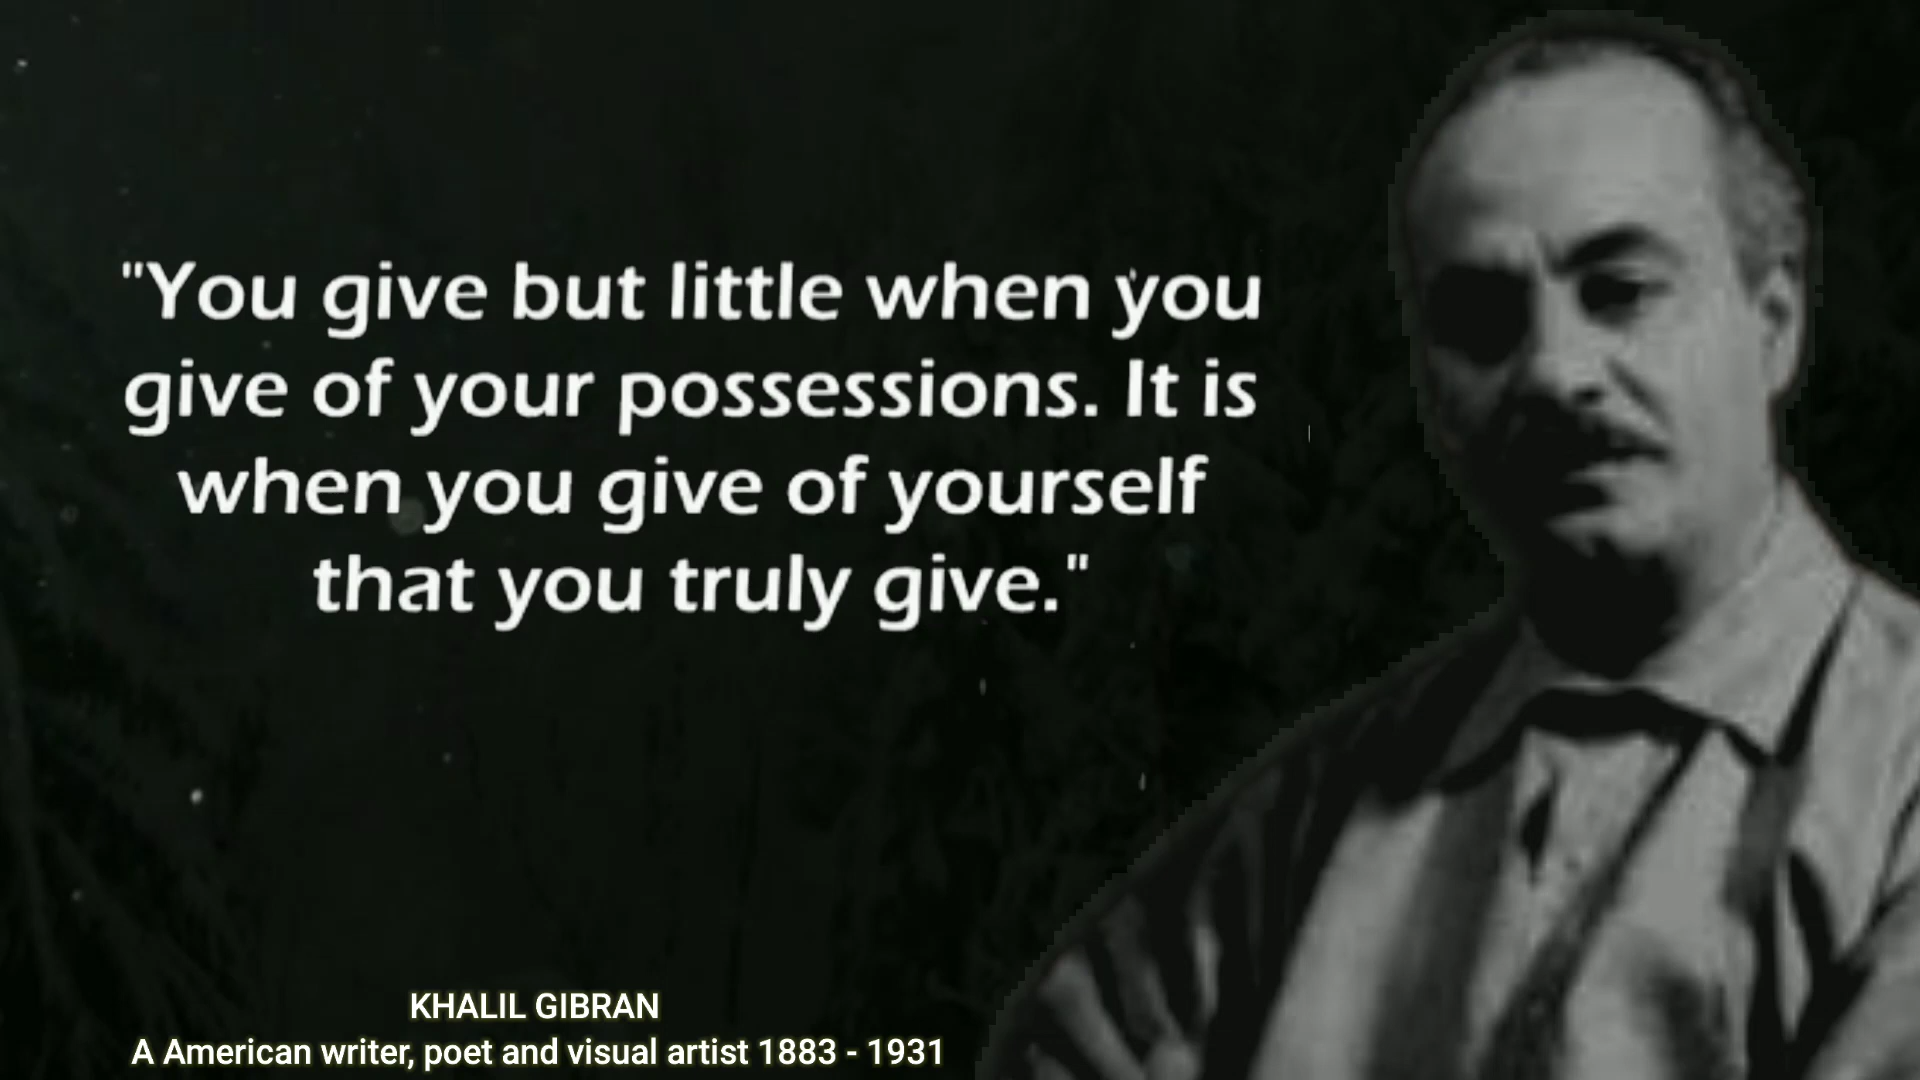 "You give but little when you
give of your possessions. It is
when you give of yourself
that you truly give."
KHALIL GIBRAN
A American writer, poet and visual artist 1883 - 1931